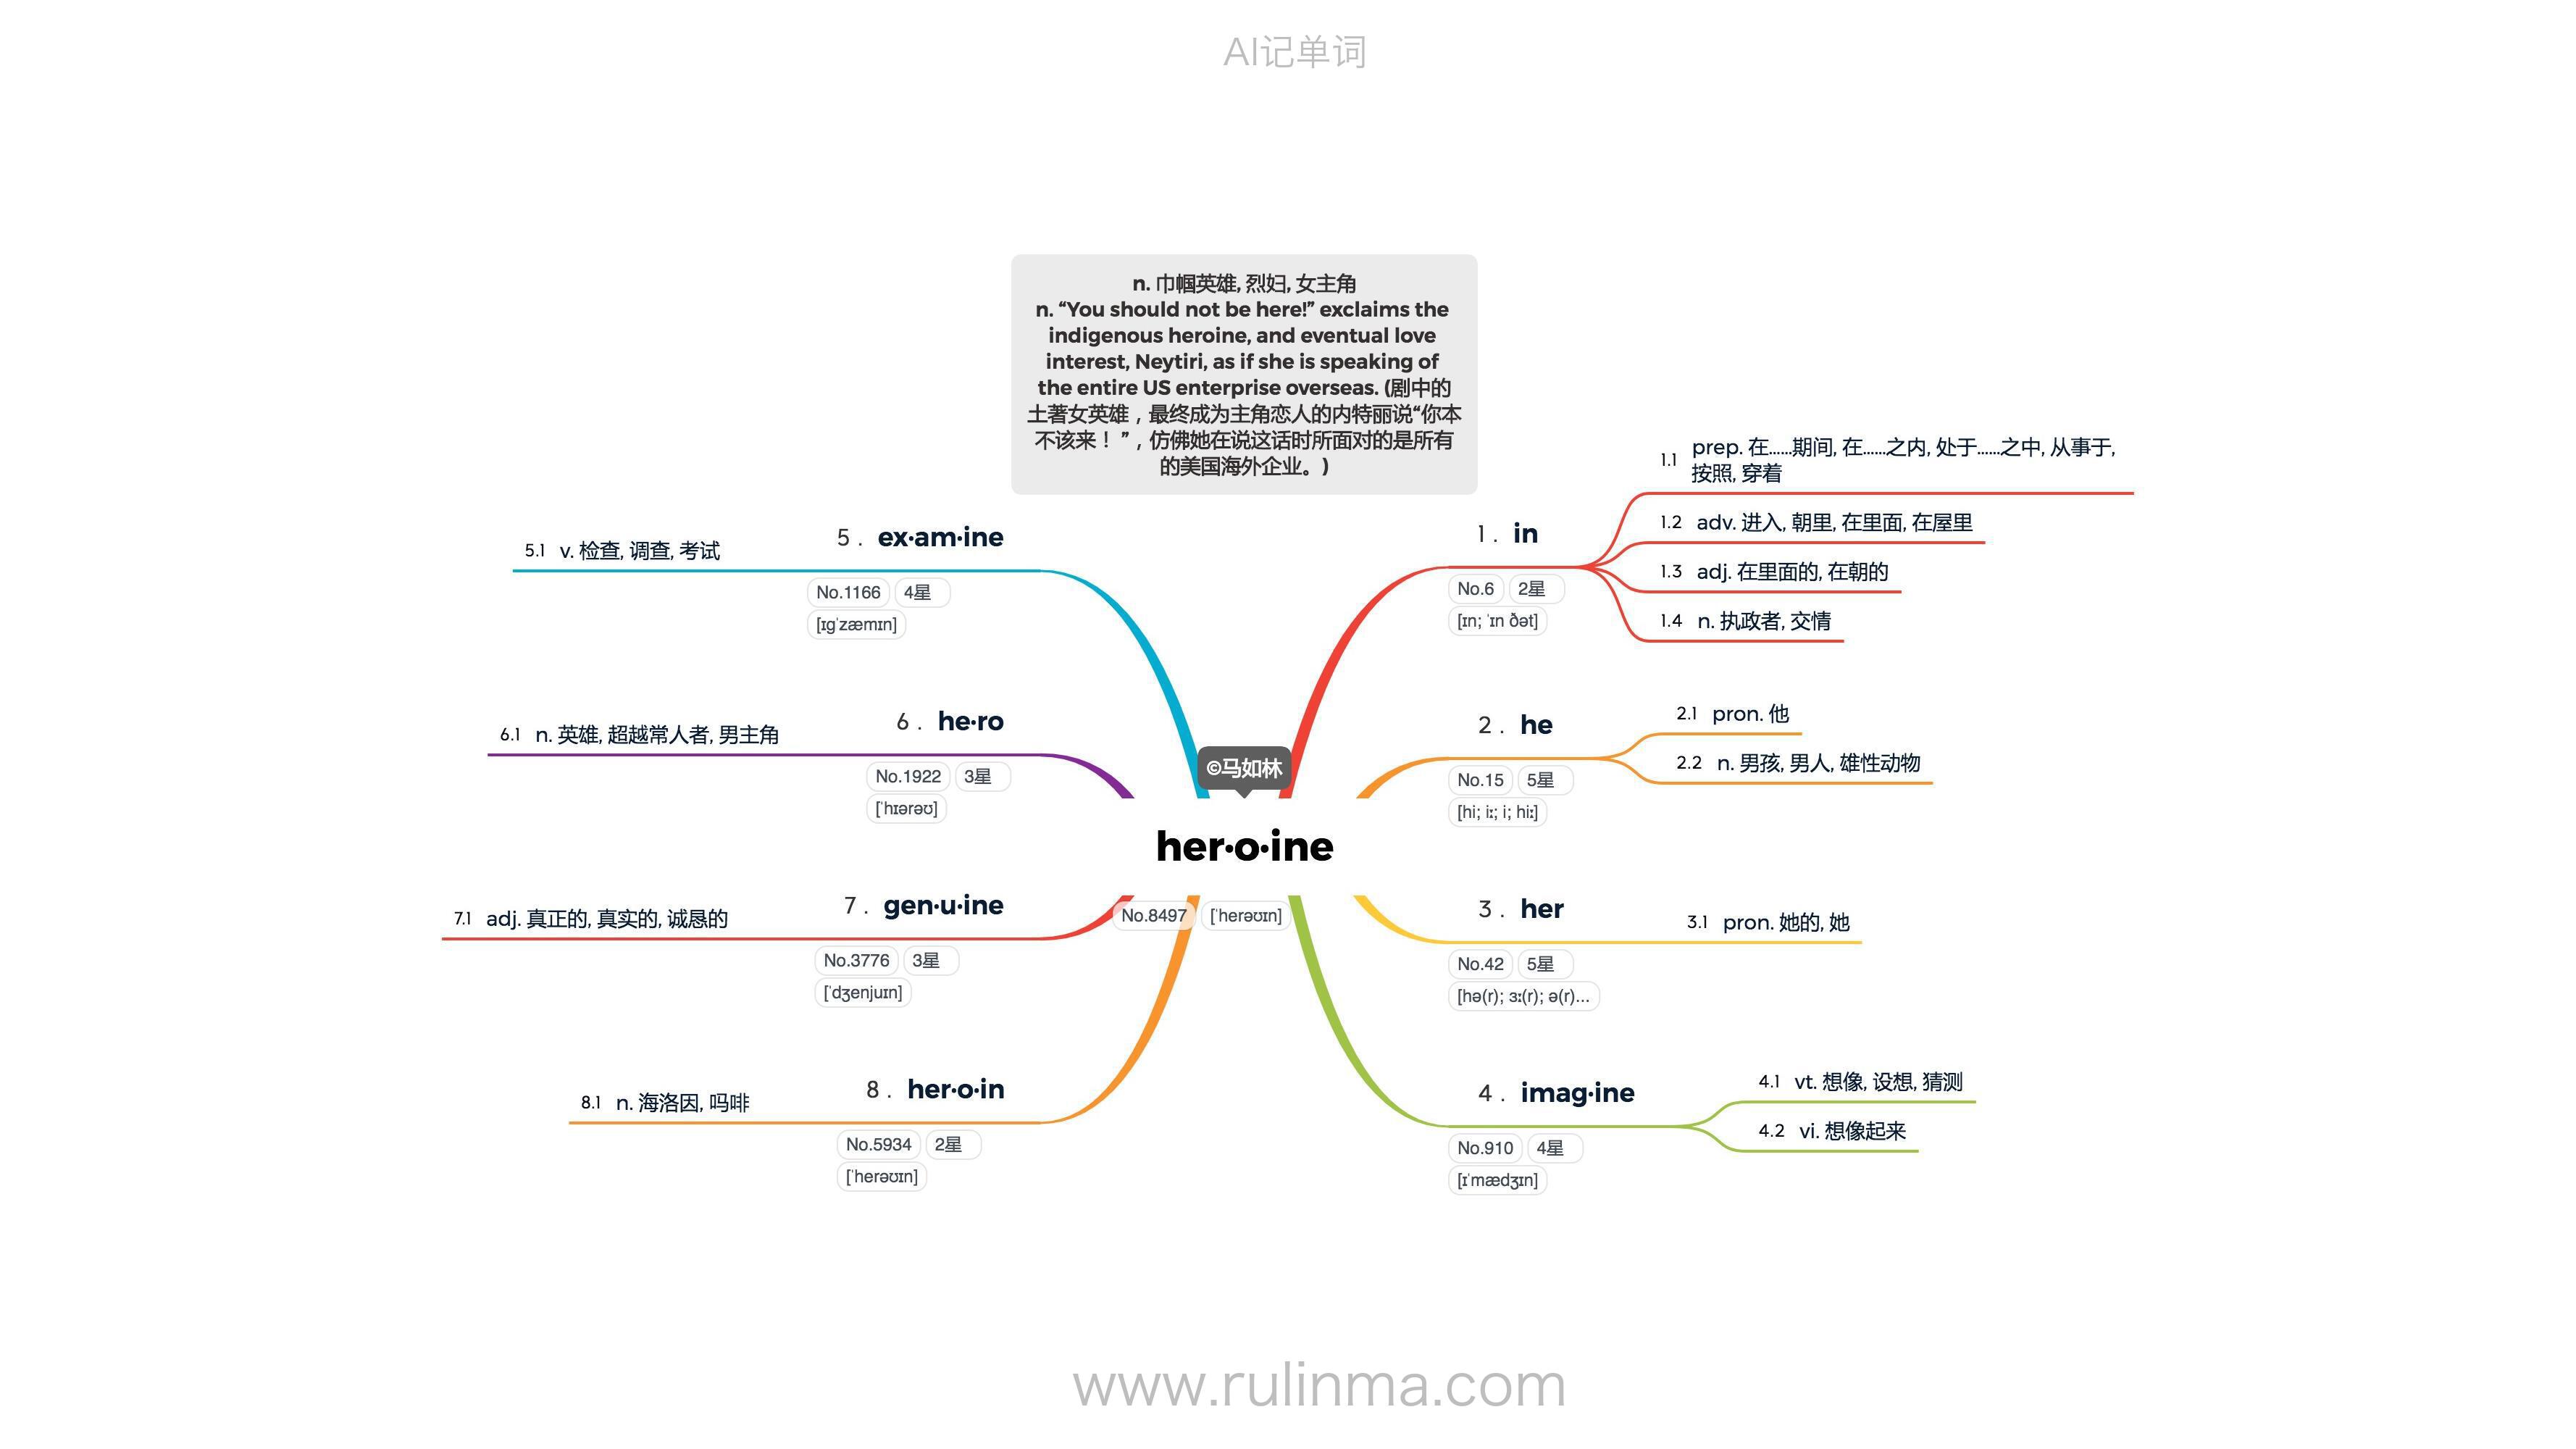 AI记单词
n. 巾帼英雄, 烈妇, 女主角
n. “You should not be here!” exclaims the
indigenous heroine, and eventual love
interest, Neytiri, as if she is speaking of
the entire US enterprise overseas. (剧中的
土著女英雄，最终成为主角恋人的内特丽说“你本
不该来！”，仿佛她在说这话时所面对的是所有
的美国海外企业。)
©马如林
her·o·ine
No.8497 [ˈherəʊɪn]
1. in
No.6 2星
[ɪn; ˈɪn ðət]
1.1 prep. 在……期间, 在……之内, 处于……之中, 从事于,
按照, 穿着
1.2 adv. 进入, 朝里, 在里面, 在屋里
1.3 adj. 在里面的, 在朝的
1.4 n. 执政者, 交情
2. he
No.15 5星
[hi; iː; i; hiː]
2.1 pron. 他
2.2 n. 男孩, 男人, 雄性动物
3. her
No.42 5星
[hə(r); ɜː(r); ə(r)...
3.1 pron. 她的, 她
4. imag·ine
No.910 4星
[ɪˈmædʒɪn]
4.1 vt. 想像, 设想, 猜测
4.2 vi. 想像起来
5. ex·am·ine
No.1166 4星
[ɪɡˈzæmɪn]
5.1 v. 检查, 调查, 考试
6. he·ro
No.1922 3星
[ˈhɪərəʊ]
6.1 n. 英雄, 超越常人者, 男主角
7. gen·u·ine
No.3776 3星
[ˈdʒenjuɪn]
7.1 adj. 真正的, 真实的, 诚恳的
8. her·o·in
No.5934 2星
[ˈherəʊɪn]
8.1 n. 海洛因, 吗啡
www.rulinma.com